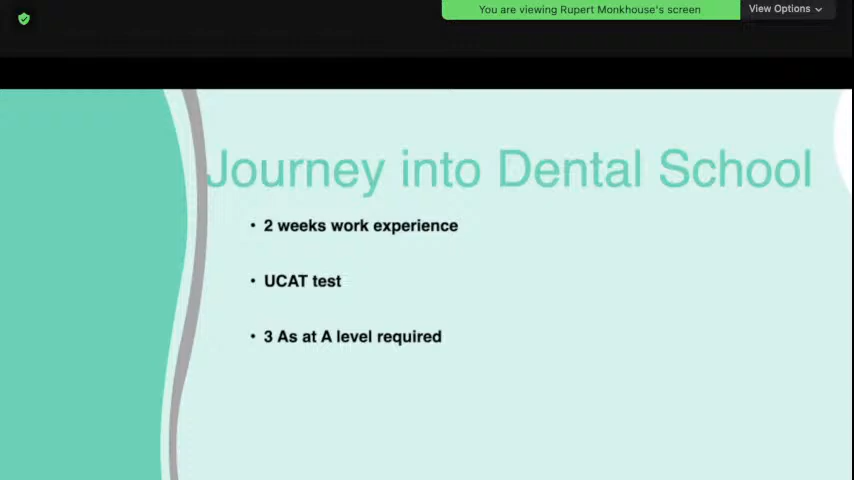 You are viewing Rupert Monkhouse's screen
View Options
Journey into Dental School
• 2 weeks work experience
• UCAT test
• 3 As at A level required